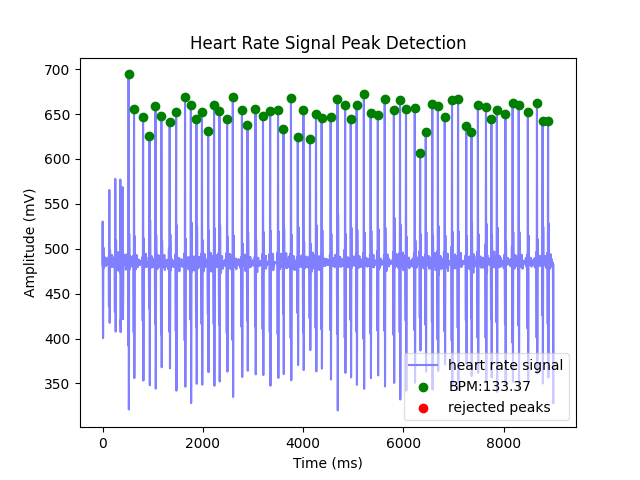 Heart Rate Signal Peak Detection
700
650
600
550
500
450
400
350
Amplitude (mV)
heart rate signal
BPM:133.37
rejected peaks
0
2000
4000
6000
8000
Time (ms)